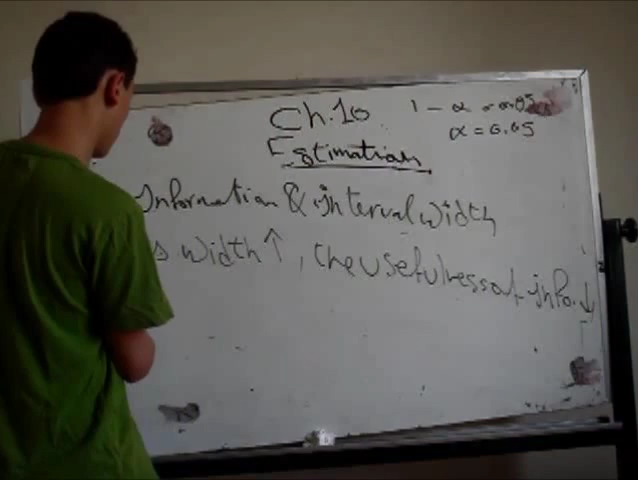 Ch.10
1 - α = 0.95
α = 0.05
Estimation
Information & interval width
s width ↑, the usefulness of info. ↓